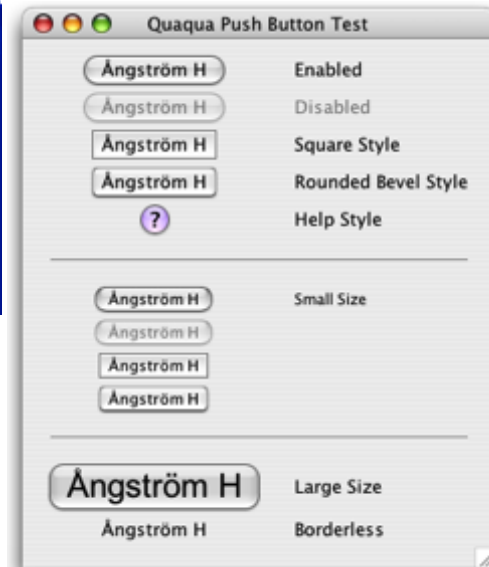 Quaqua Push Button Test
Ångström H Enabled
Ångström H Disabled
Ångström H Square Style
Ångström H Rounded Bevel Style
? Help Style
Ångström H Small Size
Ångström H
Ångström H
Ångström H
Ångström H Large Size
Ångström H Borderless